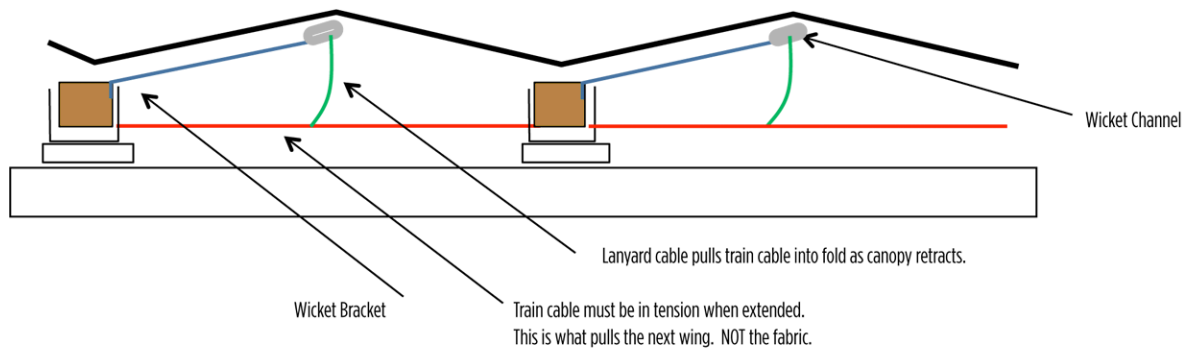 Wicket Channel
Lanyard cable pulls train cable into fold as canopy retracts.
Wicket Bracket
Train cable must be in tension when extended.
This is what pulls the next wing. NOT the fabric.